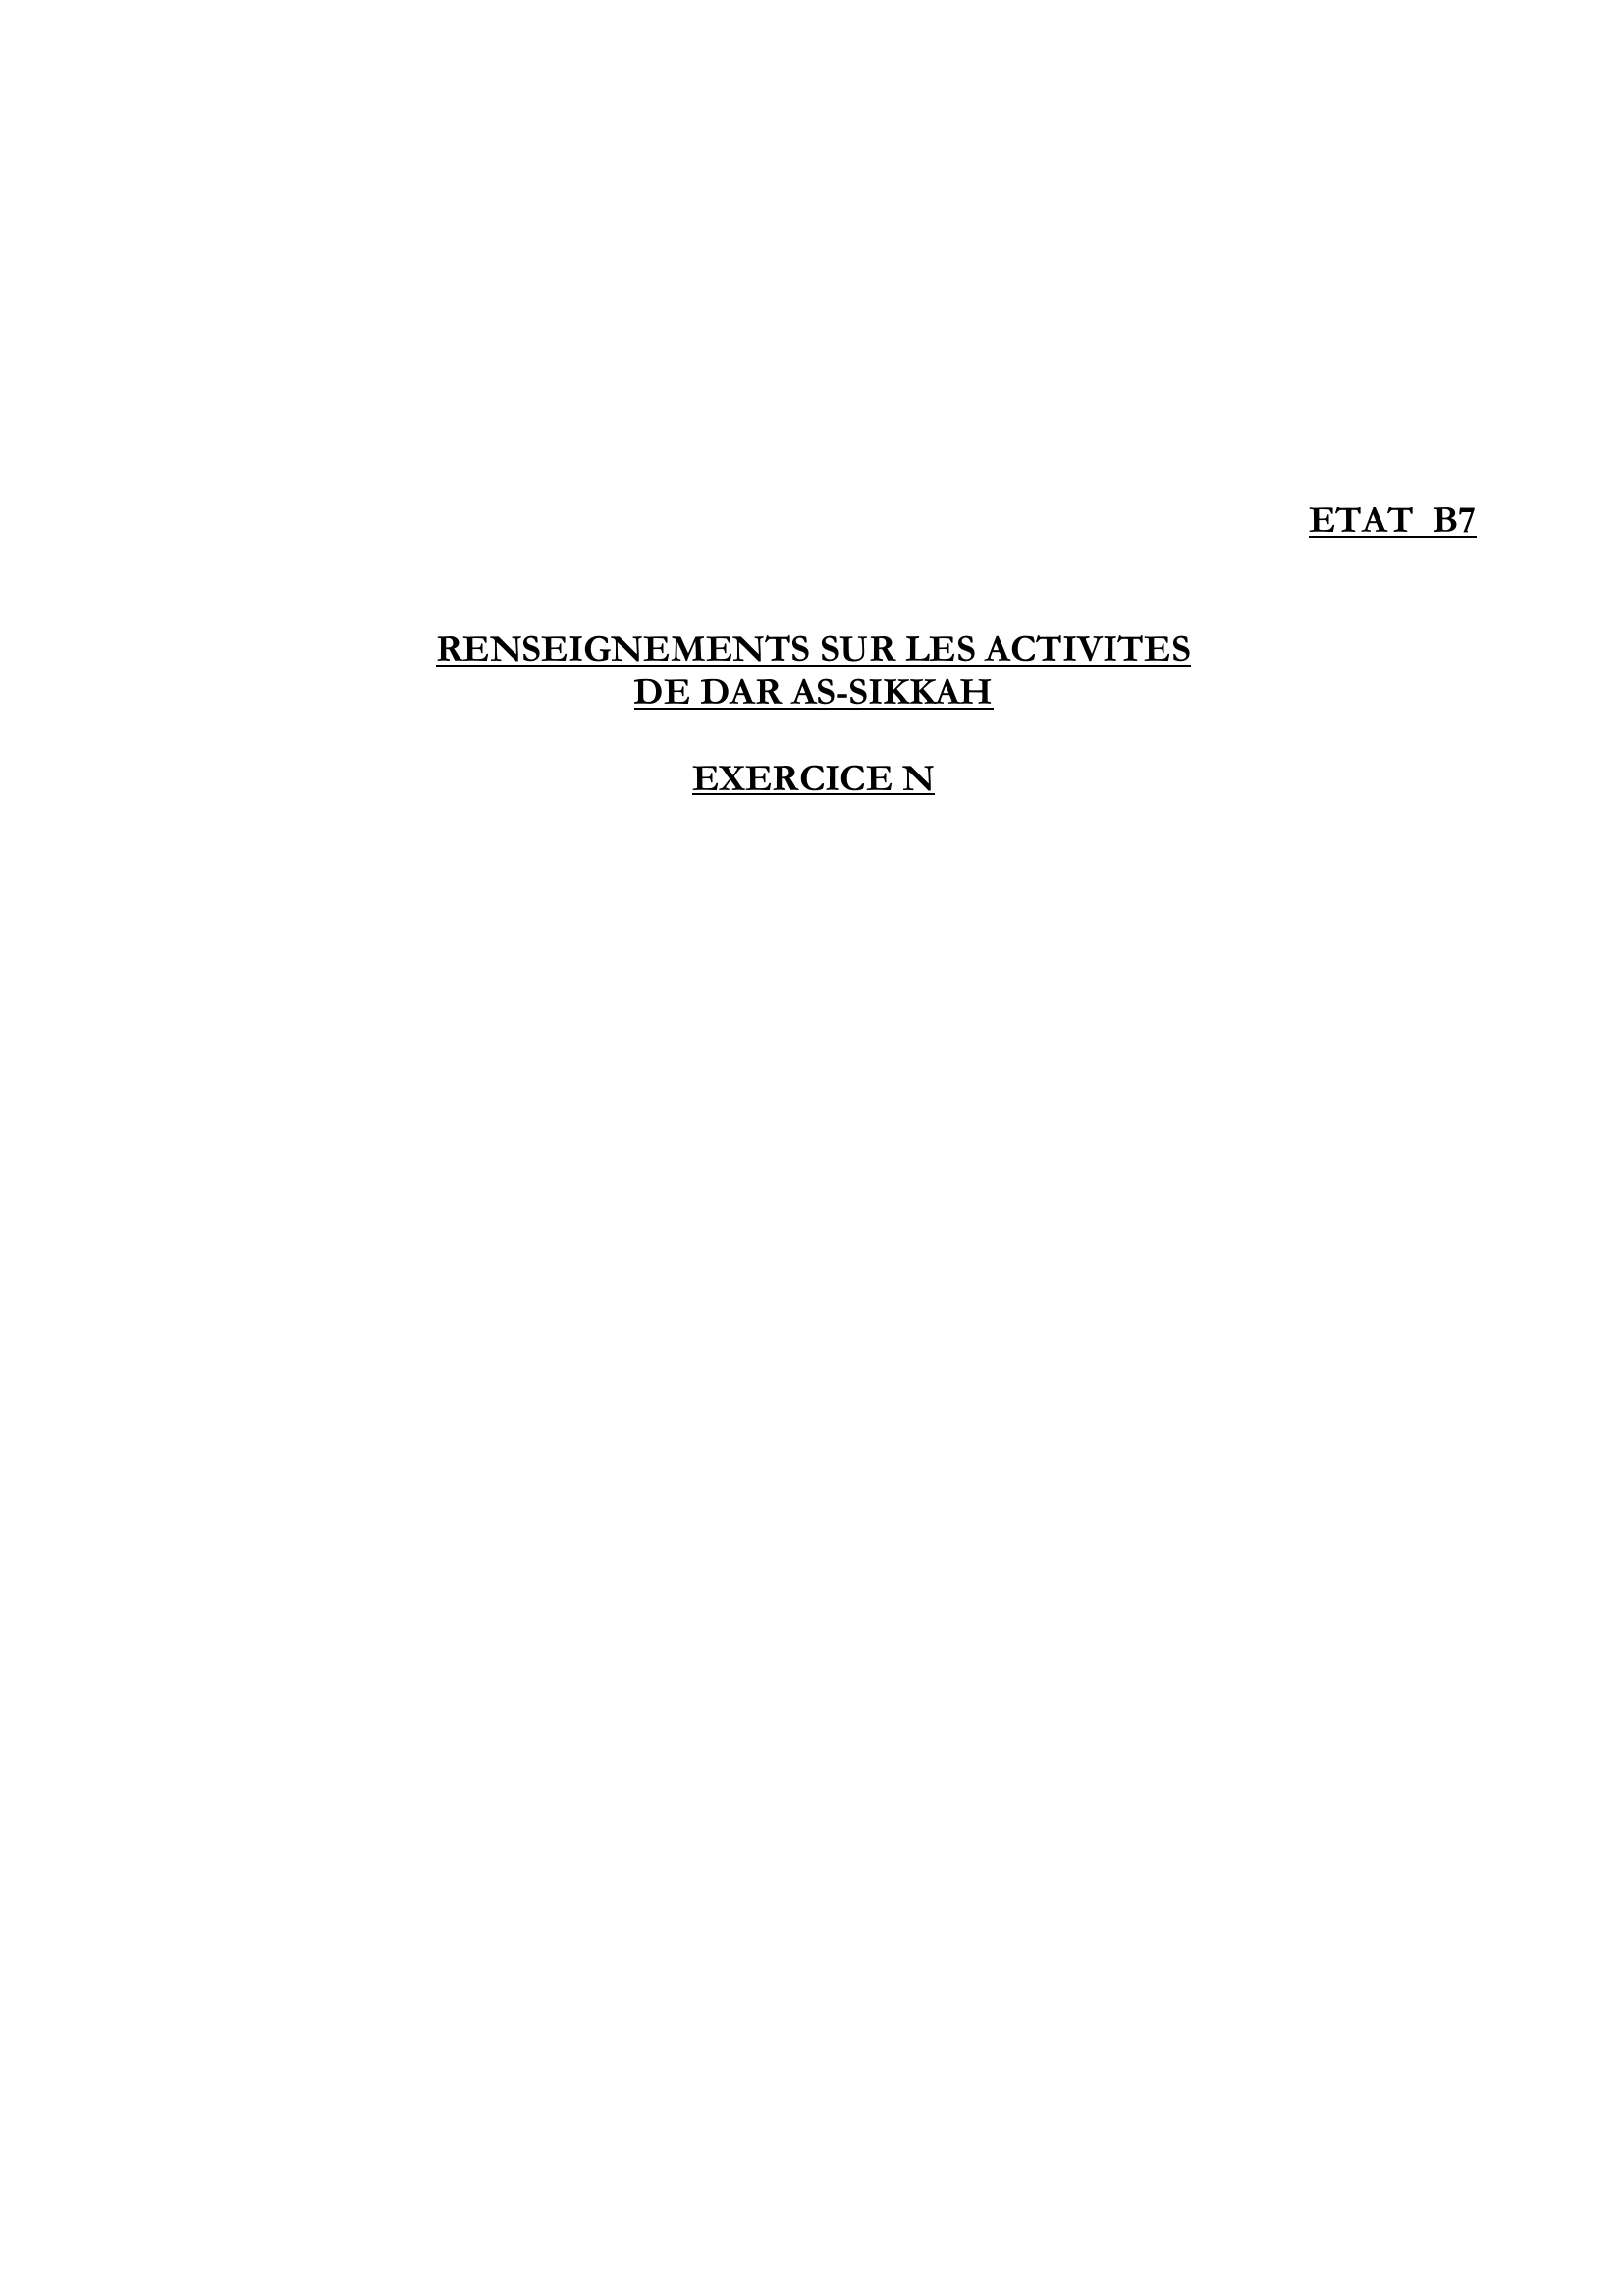 ETAT B7
RENSEIGNEMENTS SUR LES ACTIVITES
DE DAR AS-SIKKAH
EXERCICE N